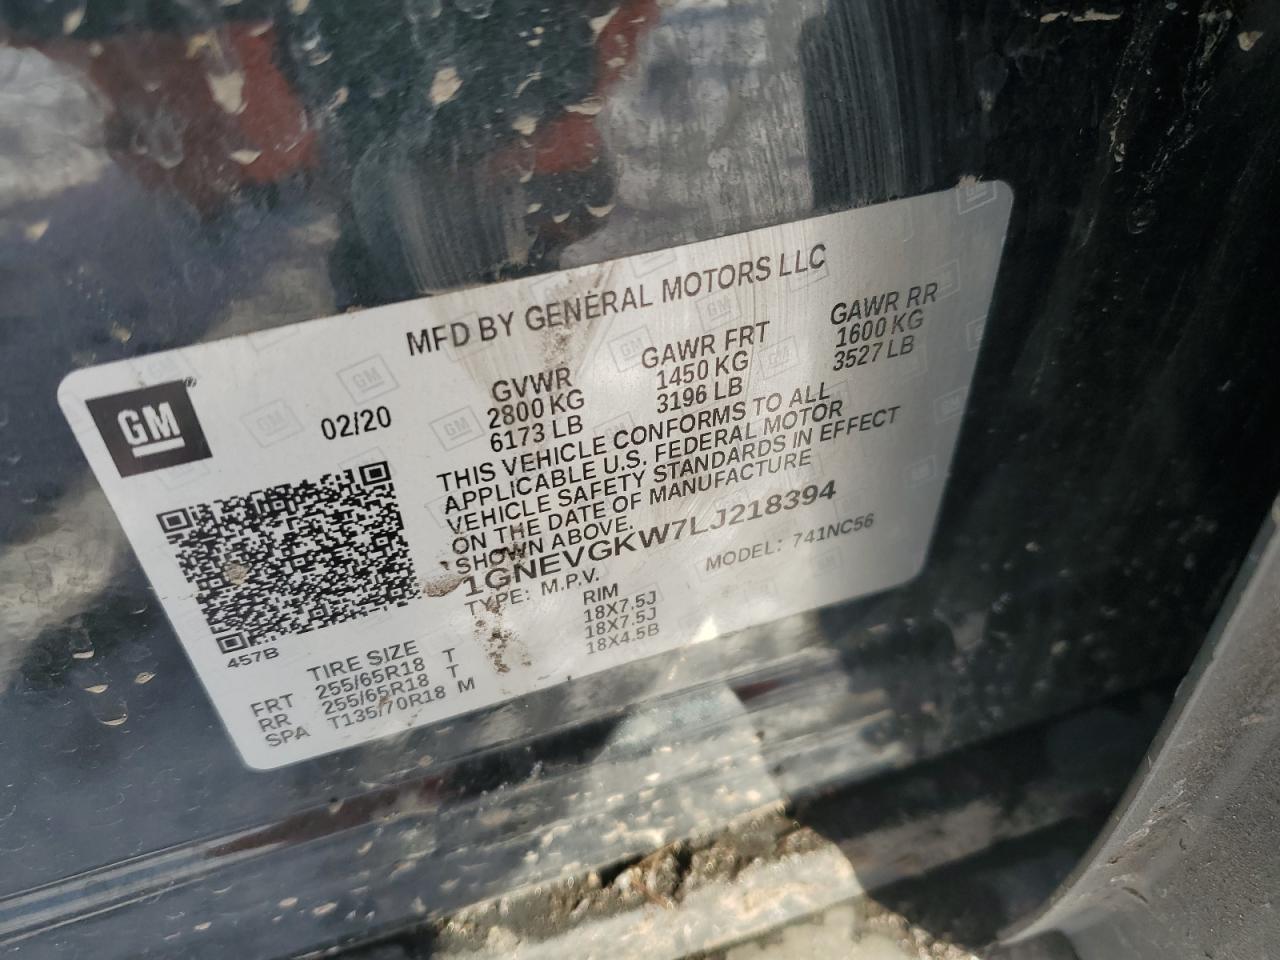 MFD BY GENERAL MOTORS LLC
GM
02/20
GVWR
2800 KG
6173 LB
GAWR FRT
1450 KG
3196 LB
GAWR RR
1600 KG
3527 LB
THIS VEHICLE CONFORMS TO ALL
APPLICABLE U.S. FEDERAL MOTOR
VEHICLE SAFETY STANDARDS IN EFFECT
ON THE DATE OF MANUFACTURE
SHOWN ABOVE.
1GNEVGKW7LJ218394
TYPE: M.P.V. MODEL: 741NC56
457B
TIRE SIZE RIM
FRT 255/65R18 T 18X7.5J
RR 255/65R18 T 18X7.5J
SPA T135/70R18 M 18X4.5B